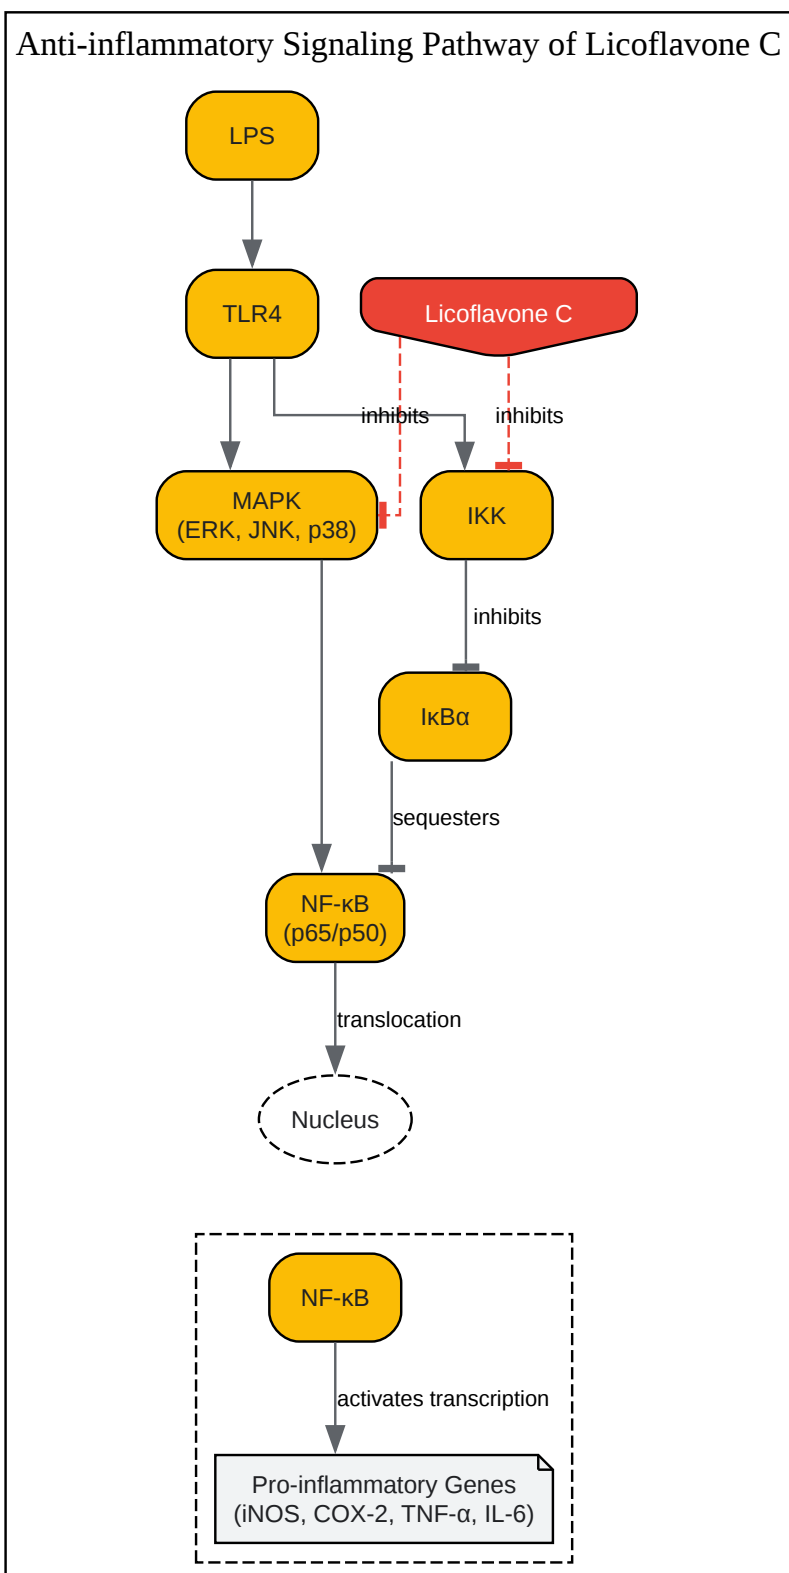 Anti-inflammatory Signaling Pathway of Licoflavone C
LPS
TLR4
Licoflavone C
inhibits
inhibits
MAPK
(ERK, JNK, p38)
IKK
inhibits
IκBα
sequesters
NF-κB
(p65/p50)
translocation
Nucleus
NF-κB
activates transcription
Pro-inflammatory Genes
(iNOS, COX-2, TNF-α, IL-6)